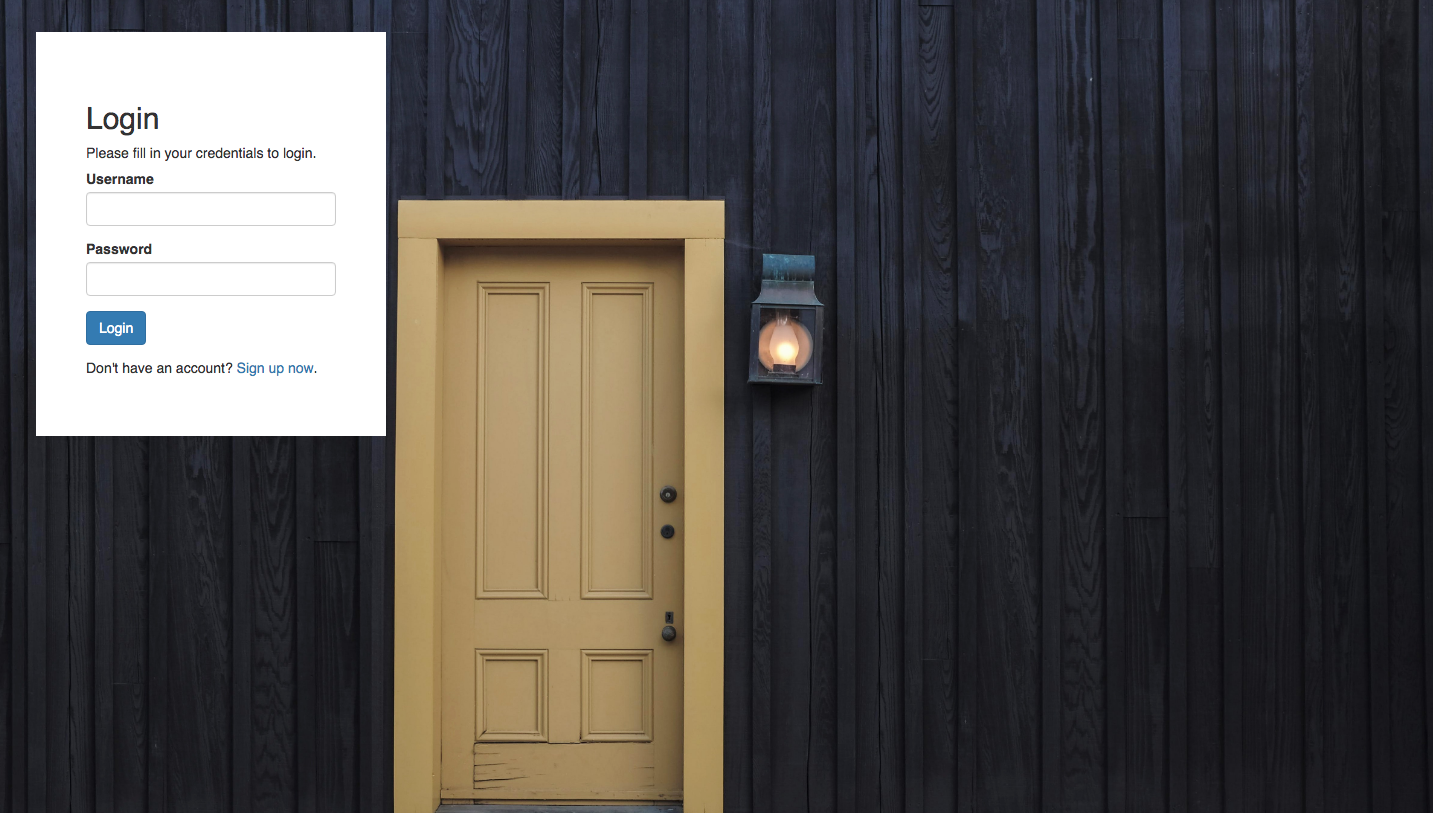 Login
Please fill in your credentials to login.
Username
Password
Login
Don't have an account? Sign up now.